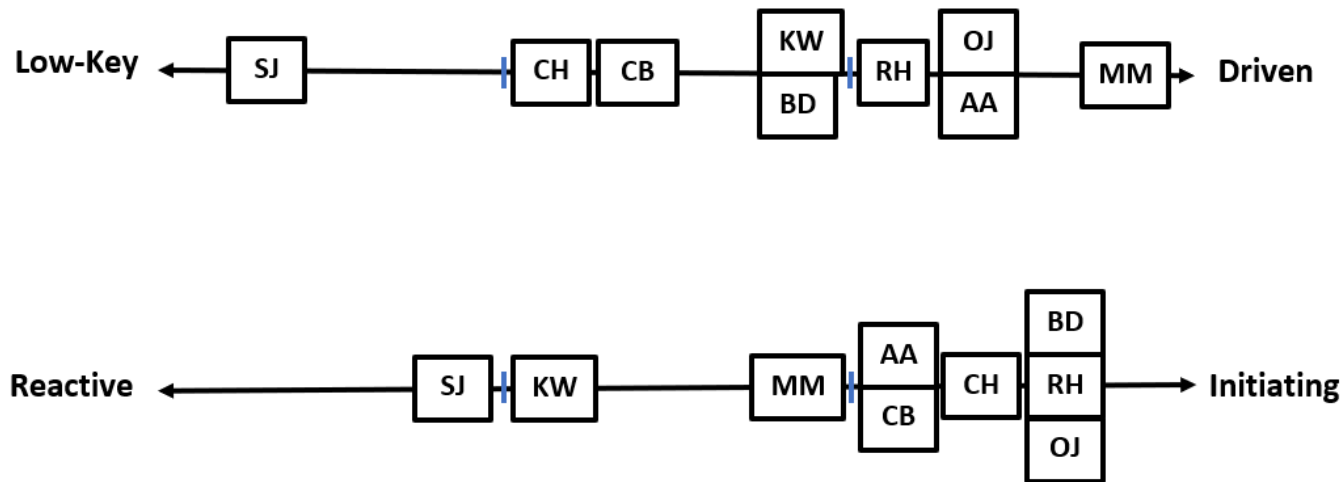 KW OJ
Low-Key SJ CH CB RH MM Driven
BD AA
BD
AA
Reactive SJ KW MM CH RH Initiating
CB
OJ